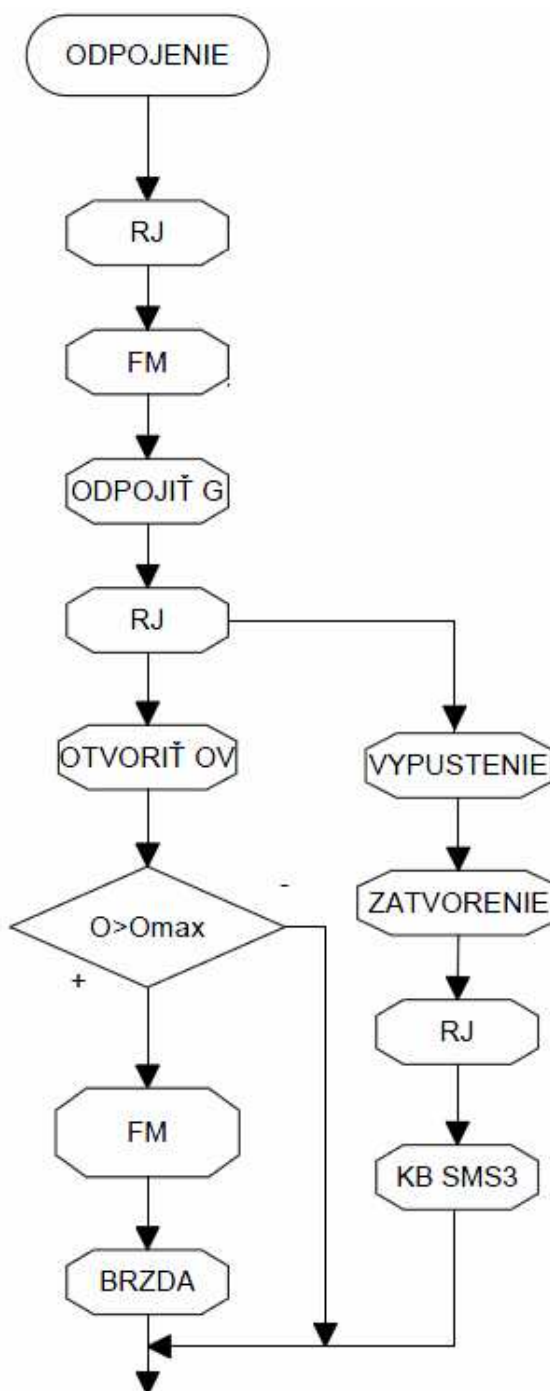 ODPOJENIE
RJ
FM
ODPOJIŤ G
RJ
OTVORIŤ OV
O>Omax
-
+
FM
BRZDA
VYPUSTENIE
ZATVORENIE
RJ
KB SMS3